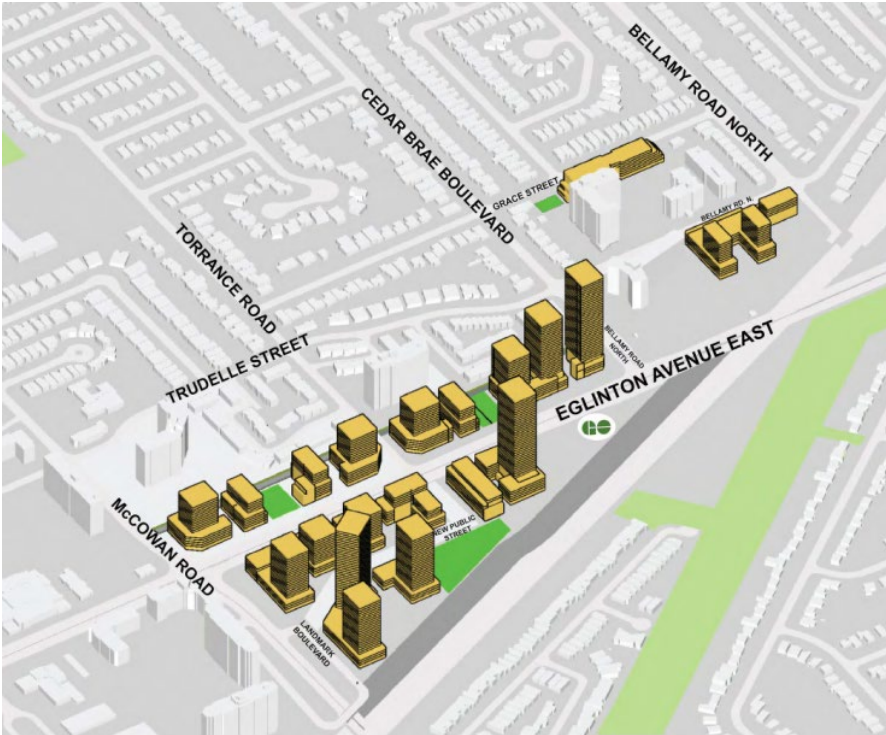 BELLAMY ROAD NORTH
CEDAR BRAE BOULEVARD
GRACE STREET
BELLAMY RD. N.
TORRANCE ROAD
TRUDELLE STREET
BELLAMY ROAD
NORTH
EGLINTON AVENUE EAST
GO
McCOWAN ROAD
NEW PUBLIC
STREET
LANDMARK
BOULEVARD